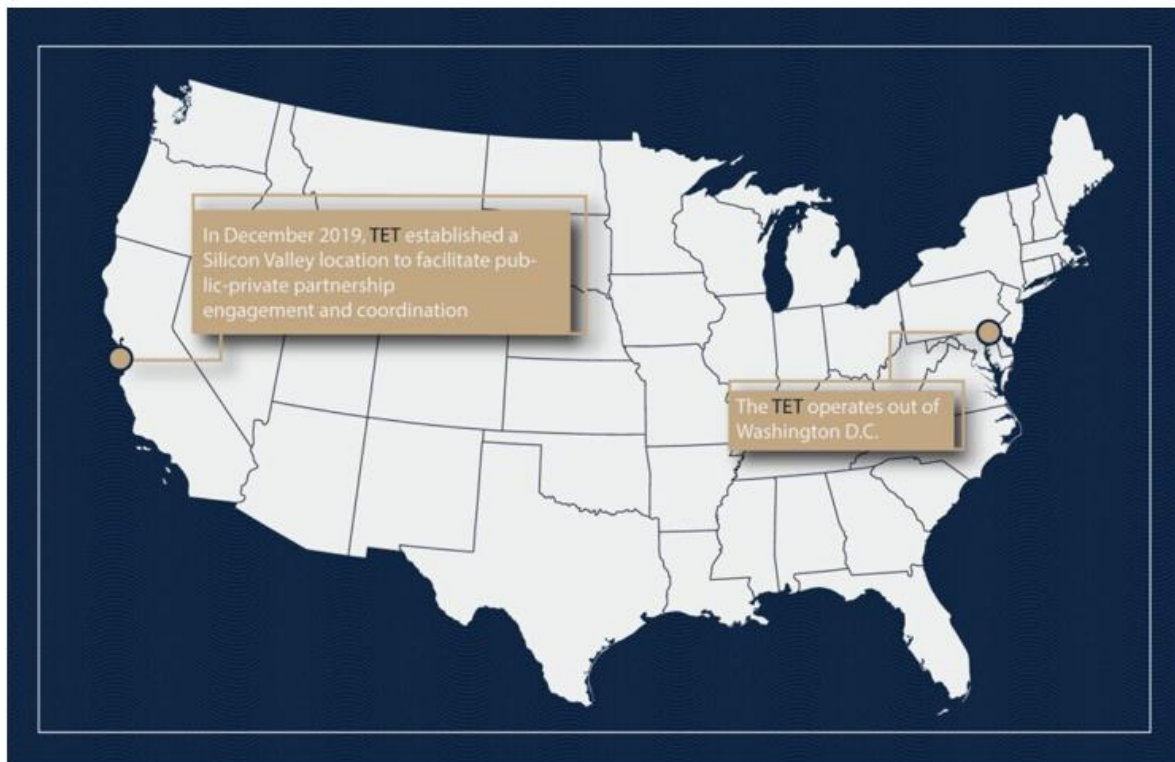 In December 2019, TET established a
Silicon Valley location to facilitate pub-
lic-private partnership
engagement and coordination
The TET operates out of
Washington D.C.